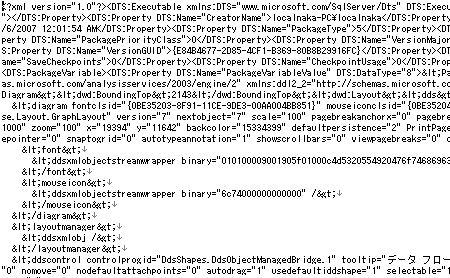 <?xml version="1.0"?><DTS:Executable xmlns:DTS="www.microsoft.com/SqlServer/Dts" DTS:Exec
"></DTS:Property><DTS:Property DTS:Name="CreatorName">localnaka-PC¥localnaka</DTS:Property
/6/2007 12:01:54 AM</DTS:Property><DTS:Property DTS:Name="PackageType">5</DTS:Property><DT
DTS:Name="PackagePriorityClass">0</DTS:Property><DTS:Property DTS:Name="VersionMajor
S:Name="VersionGUID">{E84B4677-2D85-4CF1-B369-80B8B29916FC}</DTS:Property><DTS:Property DT
ame="SaveCheckpoints">0</DTS:Property><DTS:Property DTS:Name="CheckpointUsage">0</DTS:Prop
<DTS:PackageVariable><DTS:Property DTS:Name="PackageVariableValue" DTS:DataType="8">&lt;Pa
as.microsoft.com/analysisservices/2003/engine/2" xmlns:ddl2_2="http://schemas.microsoft.co
Diagram&gt;&lt;dwd:BoundingTop&gt;2143&lt;/dwd:BoundingTop&gt;&lt;dwd:Layout&gt;&lt;dds&gt
&lt;diagram fontclsid="{0BE35203-8F91-11CE-9DE3-00AA004BB851}" mouseiconclsid="{0BE35204
se.Layout.GraphLayout" version="7" nextobject="7" scale="100" pagebreakanchorx="0" pagebre
1000" zoom="100" x="19394" y="11642" backcolor="15334399" defaultpersistence="2" PrintPage
epointer="0" snaptogrid="0" autotypeannotation="1" showscrollbars="0" viewpagebreaks="0" d
&lt;font&gt;↓
&lt;ddsxmlobjectstreamwrapper binary="010100009001905f01000c4d5320554920476f74686963
&lt;/font&gt;↓
&lt;mouseicon&gt;↓
&lt;ddsxmlobjectstreamwrapper binary="6c74000000000000" /&gt;↓
&lt;/mouseicon&gt;↓
&lt;/diagram&gt;↓
&lt;layoutmanager&gt;↓
&lt;ddsxmlobj /&gt;↓
&lt;/layoutmanager&gt;↓
&lt;ddscontrol controlprogid="DdsShapes.DdsObjectManagedBridge.1" tooltip="データ フロー
"0" nomove="0" nodefaultattachpoints="0" autodrag="1" usedefaultiddshape="1" selectable="1